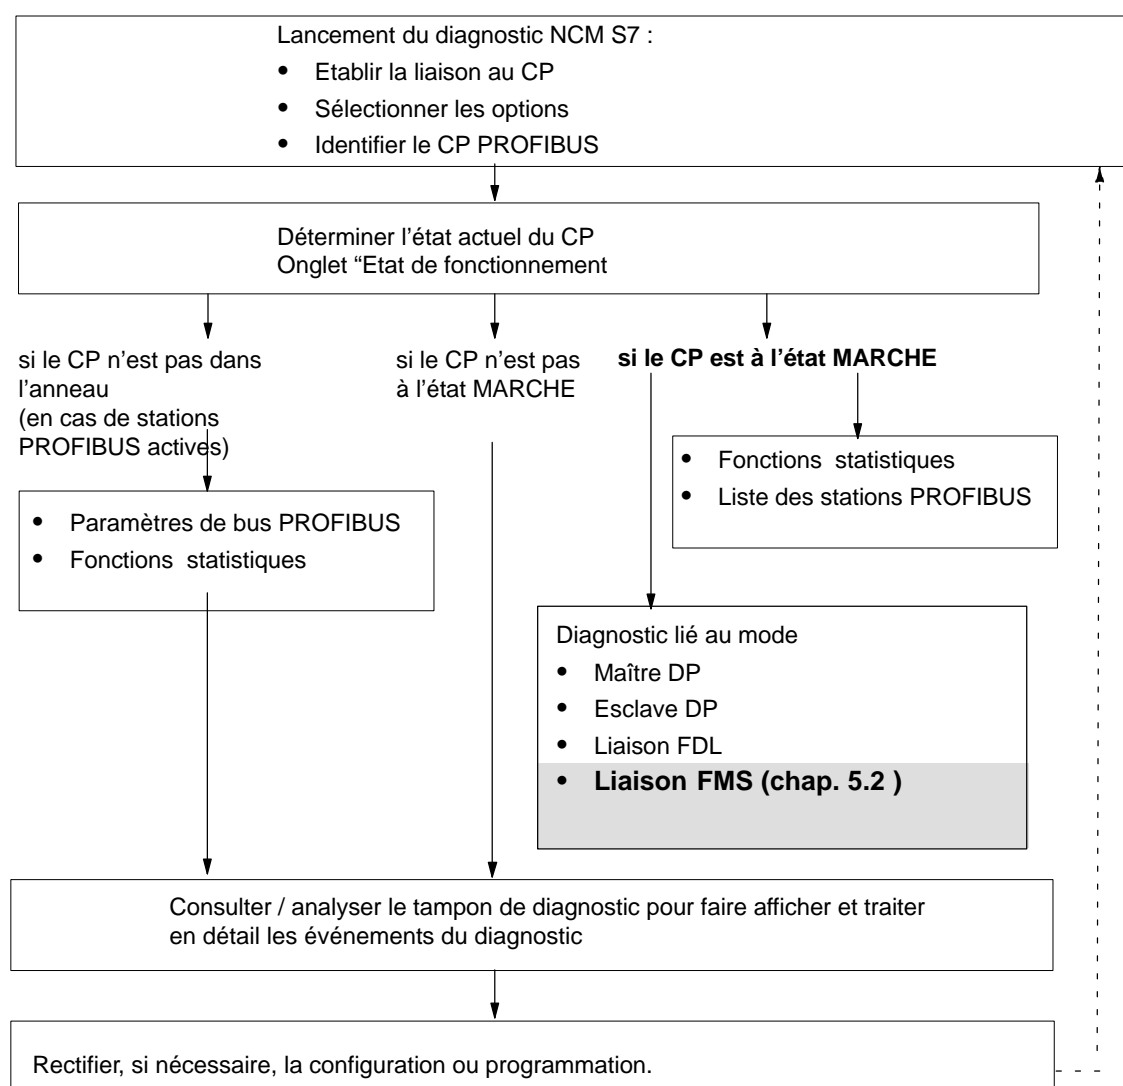 Lancement du diagnostic NCM S7 :
• Etablir la liaison au CP
• Sélectionner les options
• Identifier le CP PROFIBUS
Déterminer l’état actuel du CP
Onglet “Etat de fonctionnement
si le CP n’est pas dans
l’anneau
(en cas de stations
PROFIBUS actives)
si le CP n’est pas
à l’état MARCHE
si le CP est à l’état MARCHE
• Fonctions statistiques
• Liste des stations PROFIBUS
• Paramètres de bus PROFIBUS
• Fonctions statistiques
Diagnostic lié au mode
• Maître DP
• Esclave DP
• Liaison FDL
• Liaison FMS (chap. 5.2 )
Consulter / analyser le tampon de diagnostic pour faire afficher et traiter
en détail les événements du diagnostic
Rectifier, si nécessaire, la configuration ou programmation.